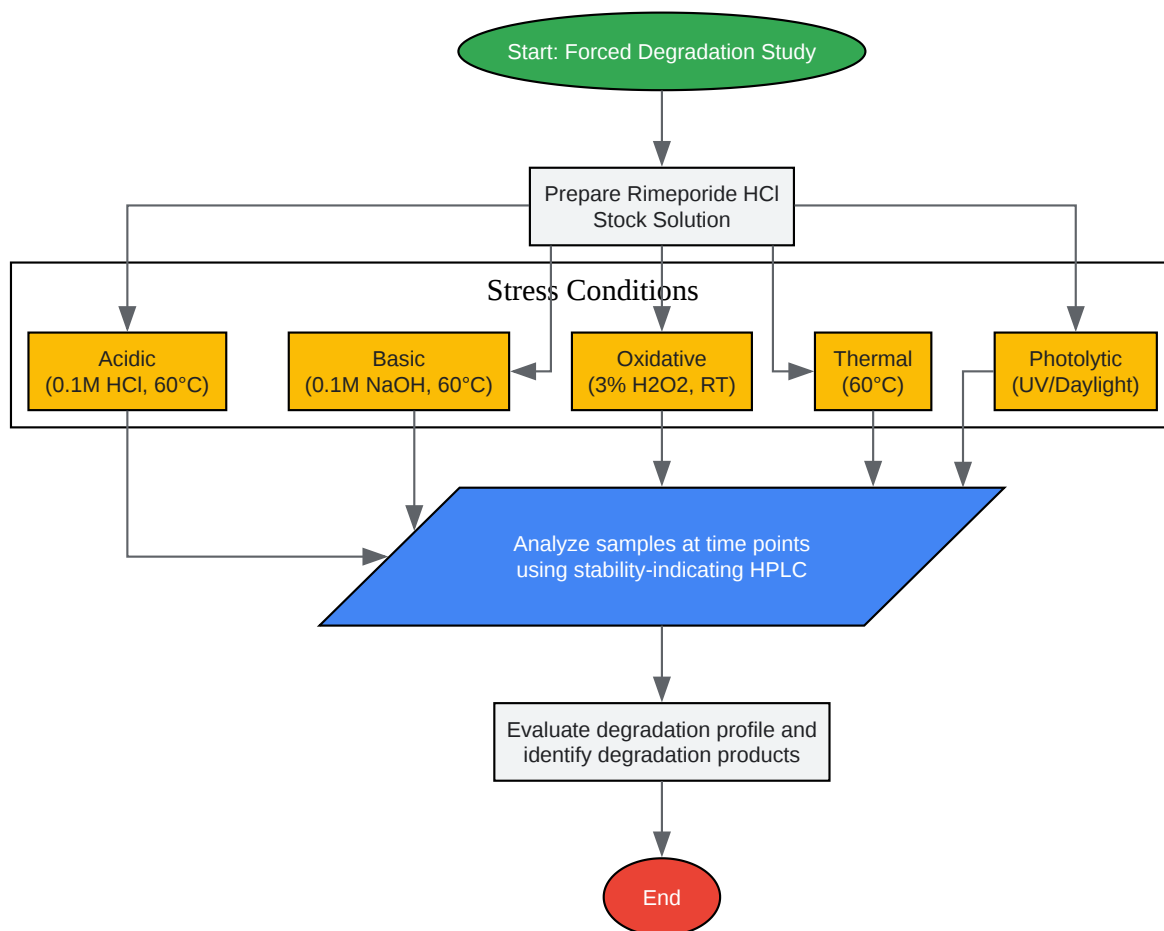 Start: Forced Degradation Study
Prepare Rimeporide HCl
Stock Solution
Stress Conditions
Acidic
(0.1M HCl, 60°C)
Basic
(0.1M NaOH, 60°C)
Oxidative
(3% H2O2, RT)
Thermal
(60°C)
Photolytic
(UV/Daylight)
Analyze samples at time points
using stability-indicating HPLC
Evaluate degradation profile and
identify degradation products
End